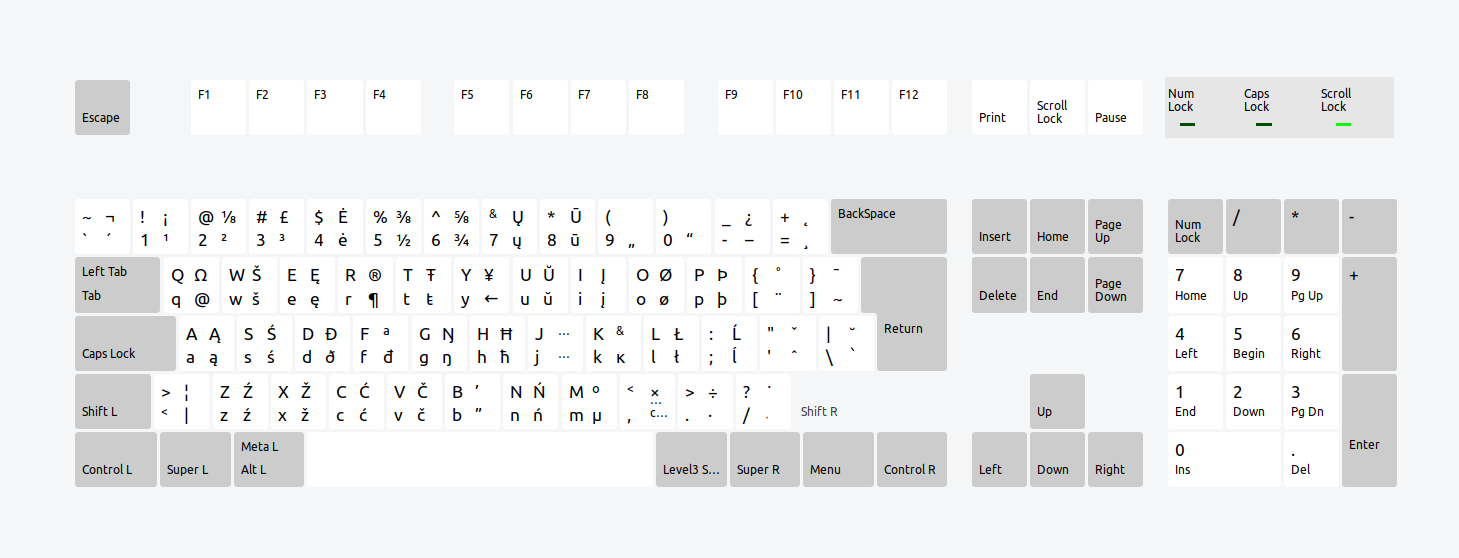 Escape F1 F2 F3 F4 F5 F6 F7 F8 F9 F10 F11 F12 Print Scroll Lock Pause Num Lock Caps Lock Scroll Lock
~ ¬ ! ¡ @ ⅛ # £ $ Ė % ⅜ ^ ⅝ & Ų * Ū ( ) _ ¿ + ˛ BackSpace
` ´ 1 ¹ 2 ² 3 ³ 4 ė 5 ½ 6 ¾ 7 ų 8 ū 9 „ 0 “ - – = ¸
Insert Home Page Up Num Lock / * -
Left Tab Q Ω W Š E Ę R ® T Ŧ Y ¥ U Ŭ I Į O Ø P Þ { ° } ¯
Tab q @ w š e ę r ¶ t ŧ y ← u ŭ i į o ø p þ [ ¨ ] ~
Delete End Page Down 7 Home 8 Up 9 Pg Up +
Caps Lock A Ą S Ś D Đ F ª G Ŋ H Ħ J … K & L Ł : Ĺ " ˇ | ˘ Return
a ą s ś d ð f đ g ŋ h ħ j … k ĸ l ł ; ĺ ' ˆ \ `
4 Left 5 Begin 6 Right
Shift L > ¦ Z Ź X Ž C Ć V Č B ’ N Ń M º < × > ÷ ? ˙ Shift R
< | z ź x ž c ć v č b ” n ń m µ , c… . · / .
Up 1 End 2 Down 3 Pg Dn Enter
Control L Super L Meta L Alt L Level3 S... Super R Menu Control R Left Down Right 0 Ins . Del